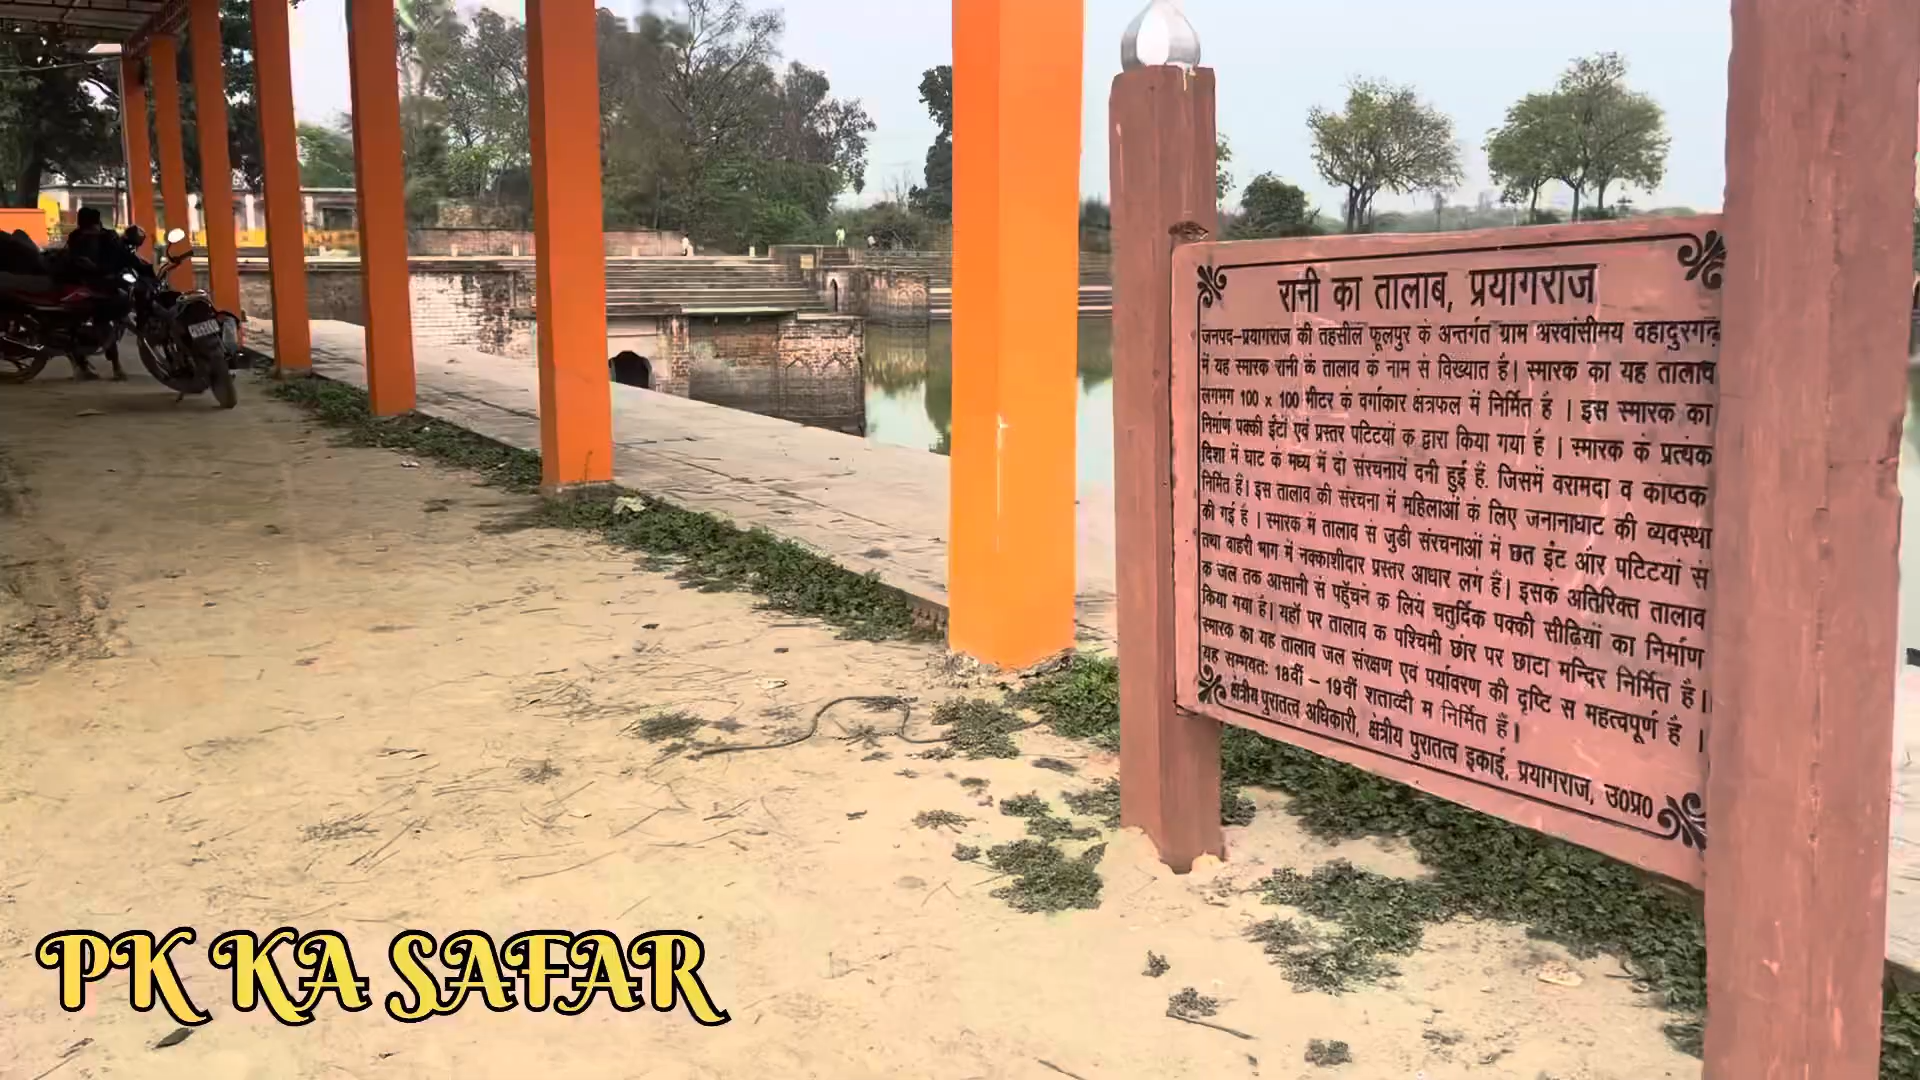 रानी का तालाब, प्रयागराज
जनपद-प्रयागराज की तहसील फूलपुर के अन्तर्गत ग्राम अरवांसीमय वहादुरगढ़
में यह स्मारक रानी के तालाव के नाम से विख्यात है। स्मारक का यह तालाव
लगभग 100 x 100 मीटर के वर्गाकार क्षेत्रफल में निर्मित है । इस स्मारक का
निर्माण पक्की ईंटों एवं प्रस्तर पटिटयों क द्वारा किया गया है । स्मारक के प्रत्येक
दिशा में घाट के मध्य में दो संरचनायें वनी हुई हैं, जिसमें वरामदा व काष्ठक
निर्मित हैं। इस तालाव की संरचना में महिलाओं के लिए जनानाघाट की व्यवस्था
की गई है । स्मारक में तालाव से जुडी संरचनाओं में छत ईंट और पटिटयों से
तथा वाहरी भाग में नक्काशीदार प्रस्तर आधार लगे हैं। इसके अतिरिक्त तालाव
क जल तक आसानी से पहुँचने के लिये चतुर्दिक पक्की सीढियों का निर्माण
किया गया है। यहाँ पर तालाव क पश्चिमी छोर पर छोटा मन्दिर निर्मित है।
स्मारक का यह तालाव जल संरक्षण एवं पर्यावरण की दृष्टि स महत्वपूर्ण है ।
यह सम्भवतः 18वीं – 19वीं शताव्दी म निर्मित है।
क्षेत्रीय पुरातत्व अधिकारी, क्षेत्रीय पुरातत्व इकाई, प्रयागराज, उ0प्र0
PK KA SAFAR